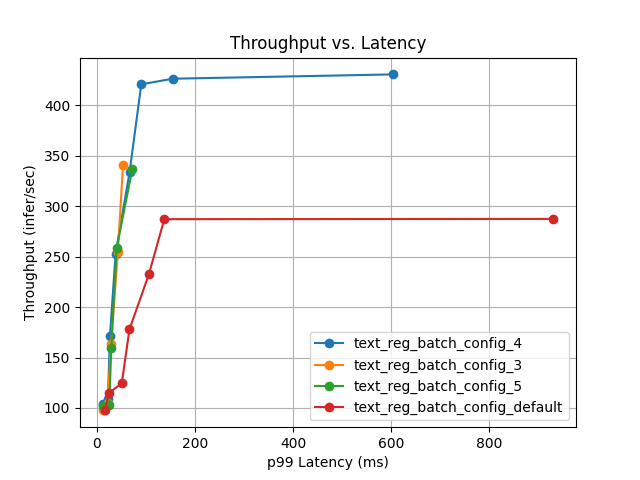 Throughput vs. Latency
Throughput (infer/sec)
400
350
300
250
200
150
100
0
200
400
600
800
p99 Latency (ms)
text_reg_batch_config_4
text_reg_batch_config_3
text_reg_batch_config_5
text_reg_batch_config_default